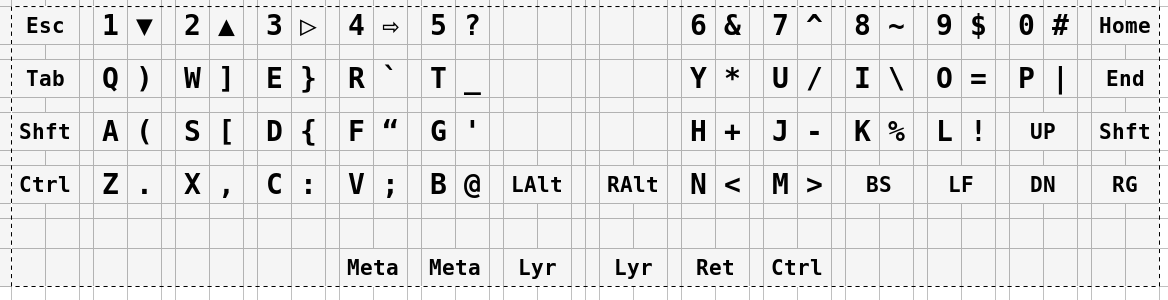 Esc 1 ▼ 2 ▲ 3 ▷ 4 ⇨ 5 ? 6 & 7 ^ 8 ~ 9 $ 0 # Home
Tab Q ) W ] E } R ` T _ Y * U / I \ O = P | End
Shft A ( S [ D { F “ G ' H + J - K % L ! UP Shft
Ctrl Z . X , C : V ; B @ LAlt RAlt N < M > BS LF DN RG
Meta Meta Lyr Lyr Ret Ctrl